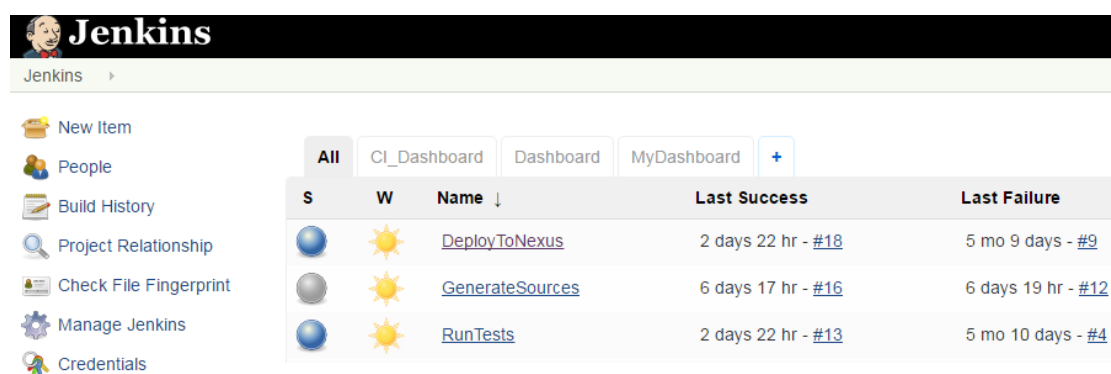 Jenkins
Jenkins
New Item
People
Build History
Project Relationship
Check File Fingerprint
Manage Jenkins
Credentials
All CI_Dashboard Dashboard MyDashboard +
S W Name ↓ Last Success Last Failure
DeployToNexus 2 days 22 hr - #18 5 mo 9 days - #9
GenerateSources 6 days 17 hr - #16 6 days 19 hr - #12
RunTests 2 days 22 hr - #13 5 mo 10 days - #4